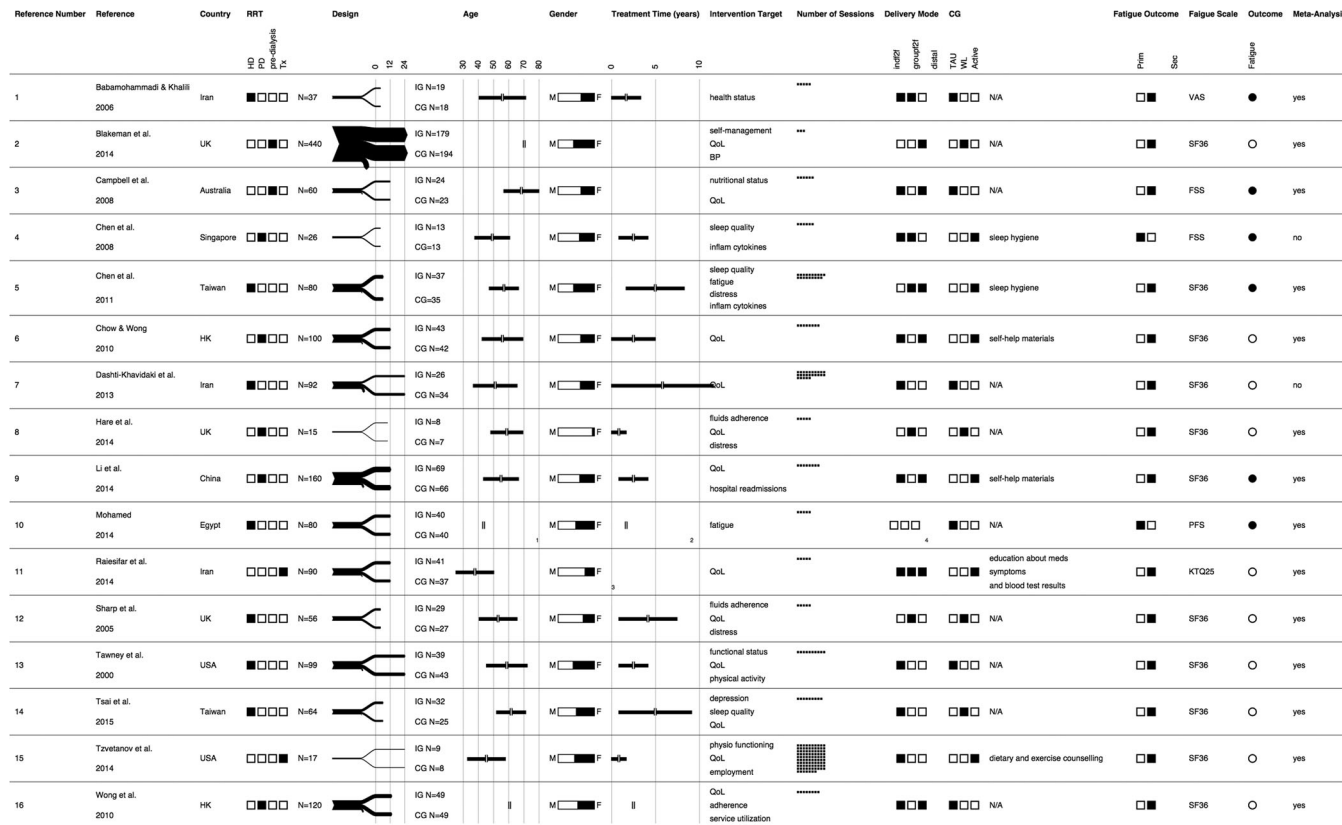 Reference Number Reference Country RRT Design Age Gender Treatment Time (years) Intervention Target Number of Sessions Delivery Mode CG Fatigue Outcome Faigue Scale Outcome Meta-Analysis
HD PD pre-dialysis Tx 0 12 24 30 40 50 60 70 80 0 5 10 indf2f groupf2f distal TAU WL Active Prim Sec Fatigue
Babamohammadi & Khalili IG N=19
1 Iran N=37 M F health status N/A VAS yes
2006 CG N=18
Blakeman et al. IG N=179 self-management
2 UK N=440 M F QoL N/A SF36 yes
2014 CG N=194 BP
Campbell et al. IG N=24 nutritional status
3 Australia N=60 M F N/A FSS yes
2008 CG N=23 QoL
Chen et al. IG N=13 sleep quality
4 Singapore N=26 M F sleep hygiene FSS no
2008 CG=13 inflam cytokines
sleep quality
Chen et al. IG N=37 fatigue
5 Taiwan N=80 M F sleep hygiene SF36 yes
2011 CG=35 distress
inflam cytokines
Chow & Wong IG N=43
6 HK N=100 M F QoL self-help materials SF36 yes
2010 CG N=42
Dashti-Khavidaki et al. IG N=26
7 Iran N=92 M F QoL N/A SF36 no
2013 CG N=34
Hare et al. IG N=8 fluids adherence
8 UK N=15 M F QoL N/A SF36 yes
2014 CG N=7 distress
Li et al. IG N=69 QoL
9 China N=160 M F self-help materials SF36 yes
2014 CG N=66 hospital readmissions
Mohamed IG N=40
10 Egypt N=80 M F fatigue N/A PFS yes
2014 CG N=40 1 2 4
Raiesifar et al. IG N=41 education about meds
11 Iran N=90 M F QoL symptoms KTQ25 yes
2014 CG N=37 3 and blood test results
Sharp et al. IG N=29 fluids adherence
12 UK N=56 M F QoL N/A SF36 yes
2005 CG N=27 distress
Tawney et al. IG N=39 functional status
13 USA N=99 M F QoL N/A SF36 yes
2000 CG N=43 physical activity
Tsai et al. IG N=32 depression
14 Taiwan N=64 M F sleep quality N/A SF36 yes
2015 CG N=25 QoL
Tzvetanov et al. IG N=9 physio functioning
15 USA N=17 M F QoL dietary and exercise counselling SF36 yes
2014 CG N=8 employment
Wong et al. IG N=49 QoL
16 HK N=120 M F adherence N/A SF36 yes
2010 CG N=49 service utilization